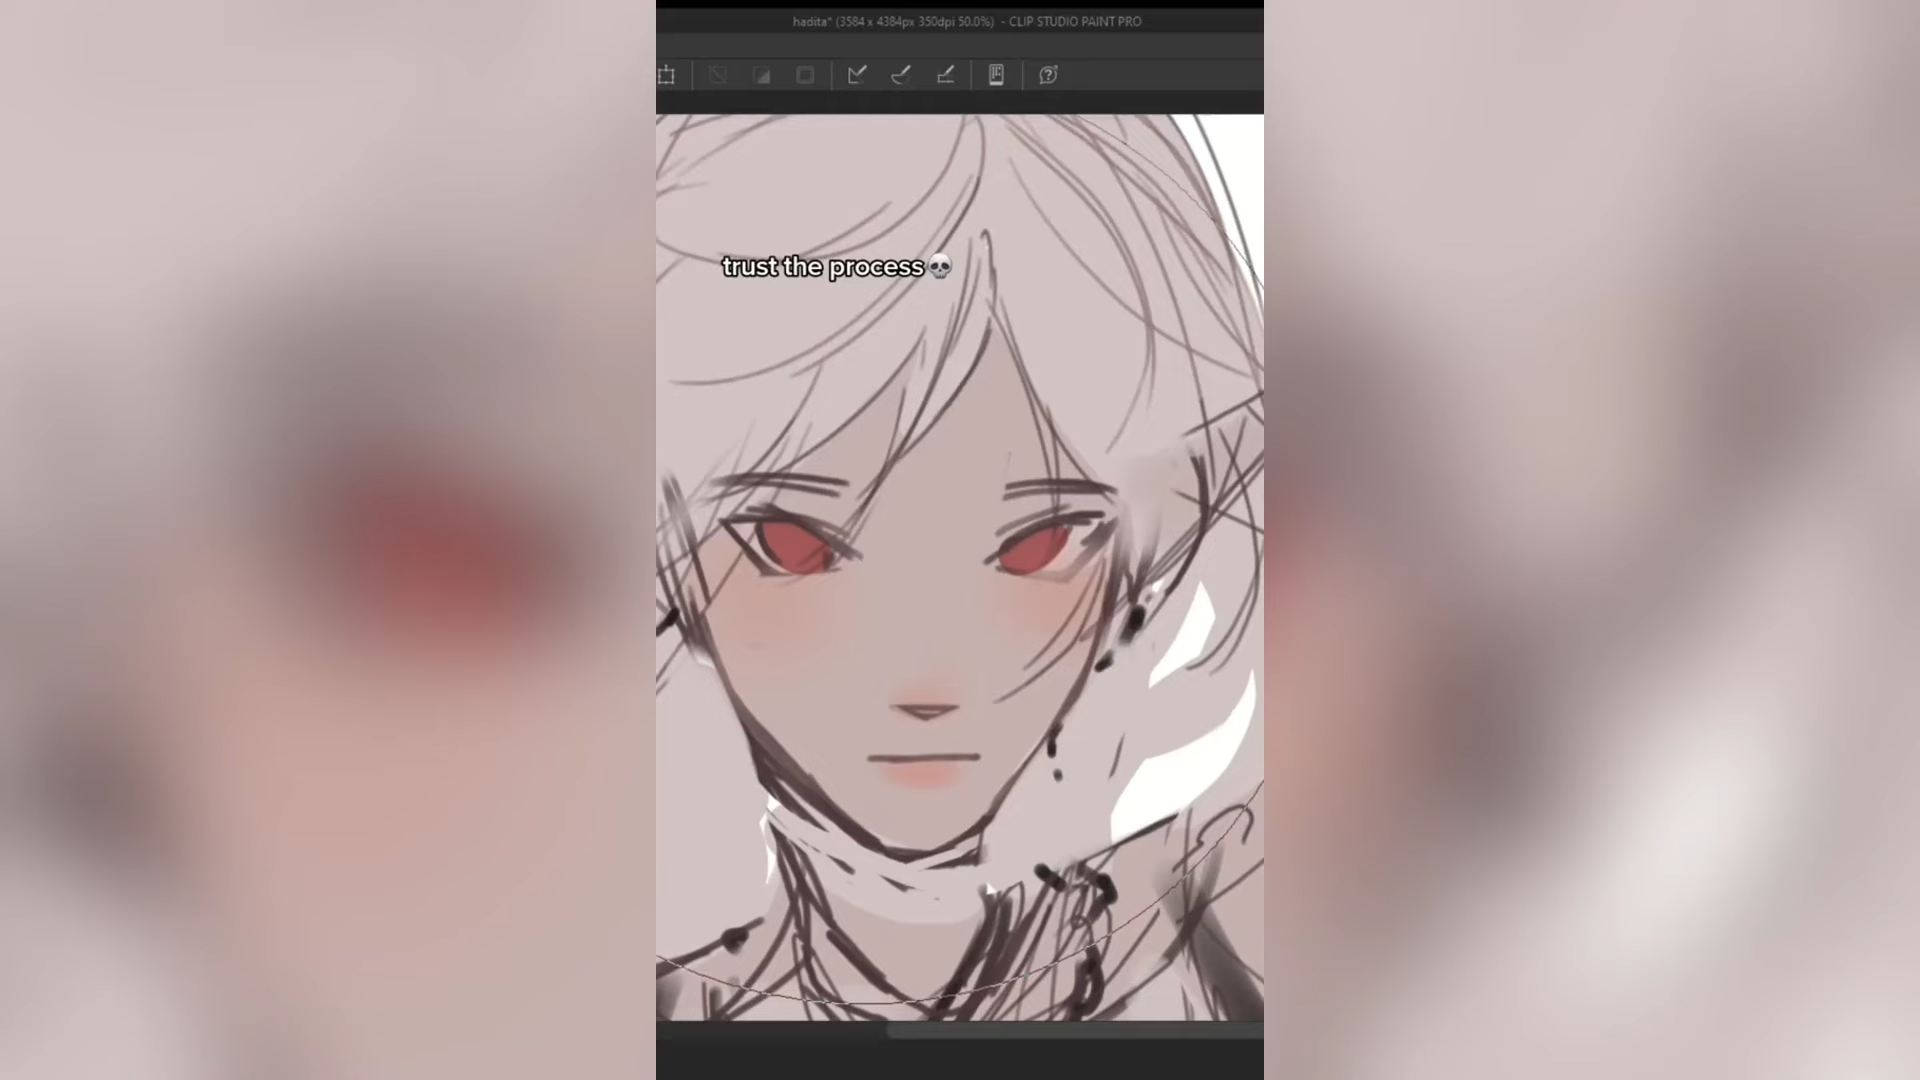 hadita* (3584 x 4384px 350dpi 50.0%) - CLIP STUDIO PAINT PRO
trust the process💀